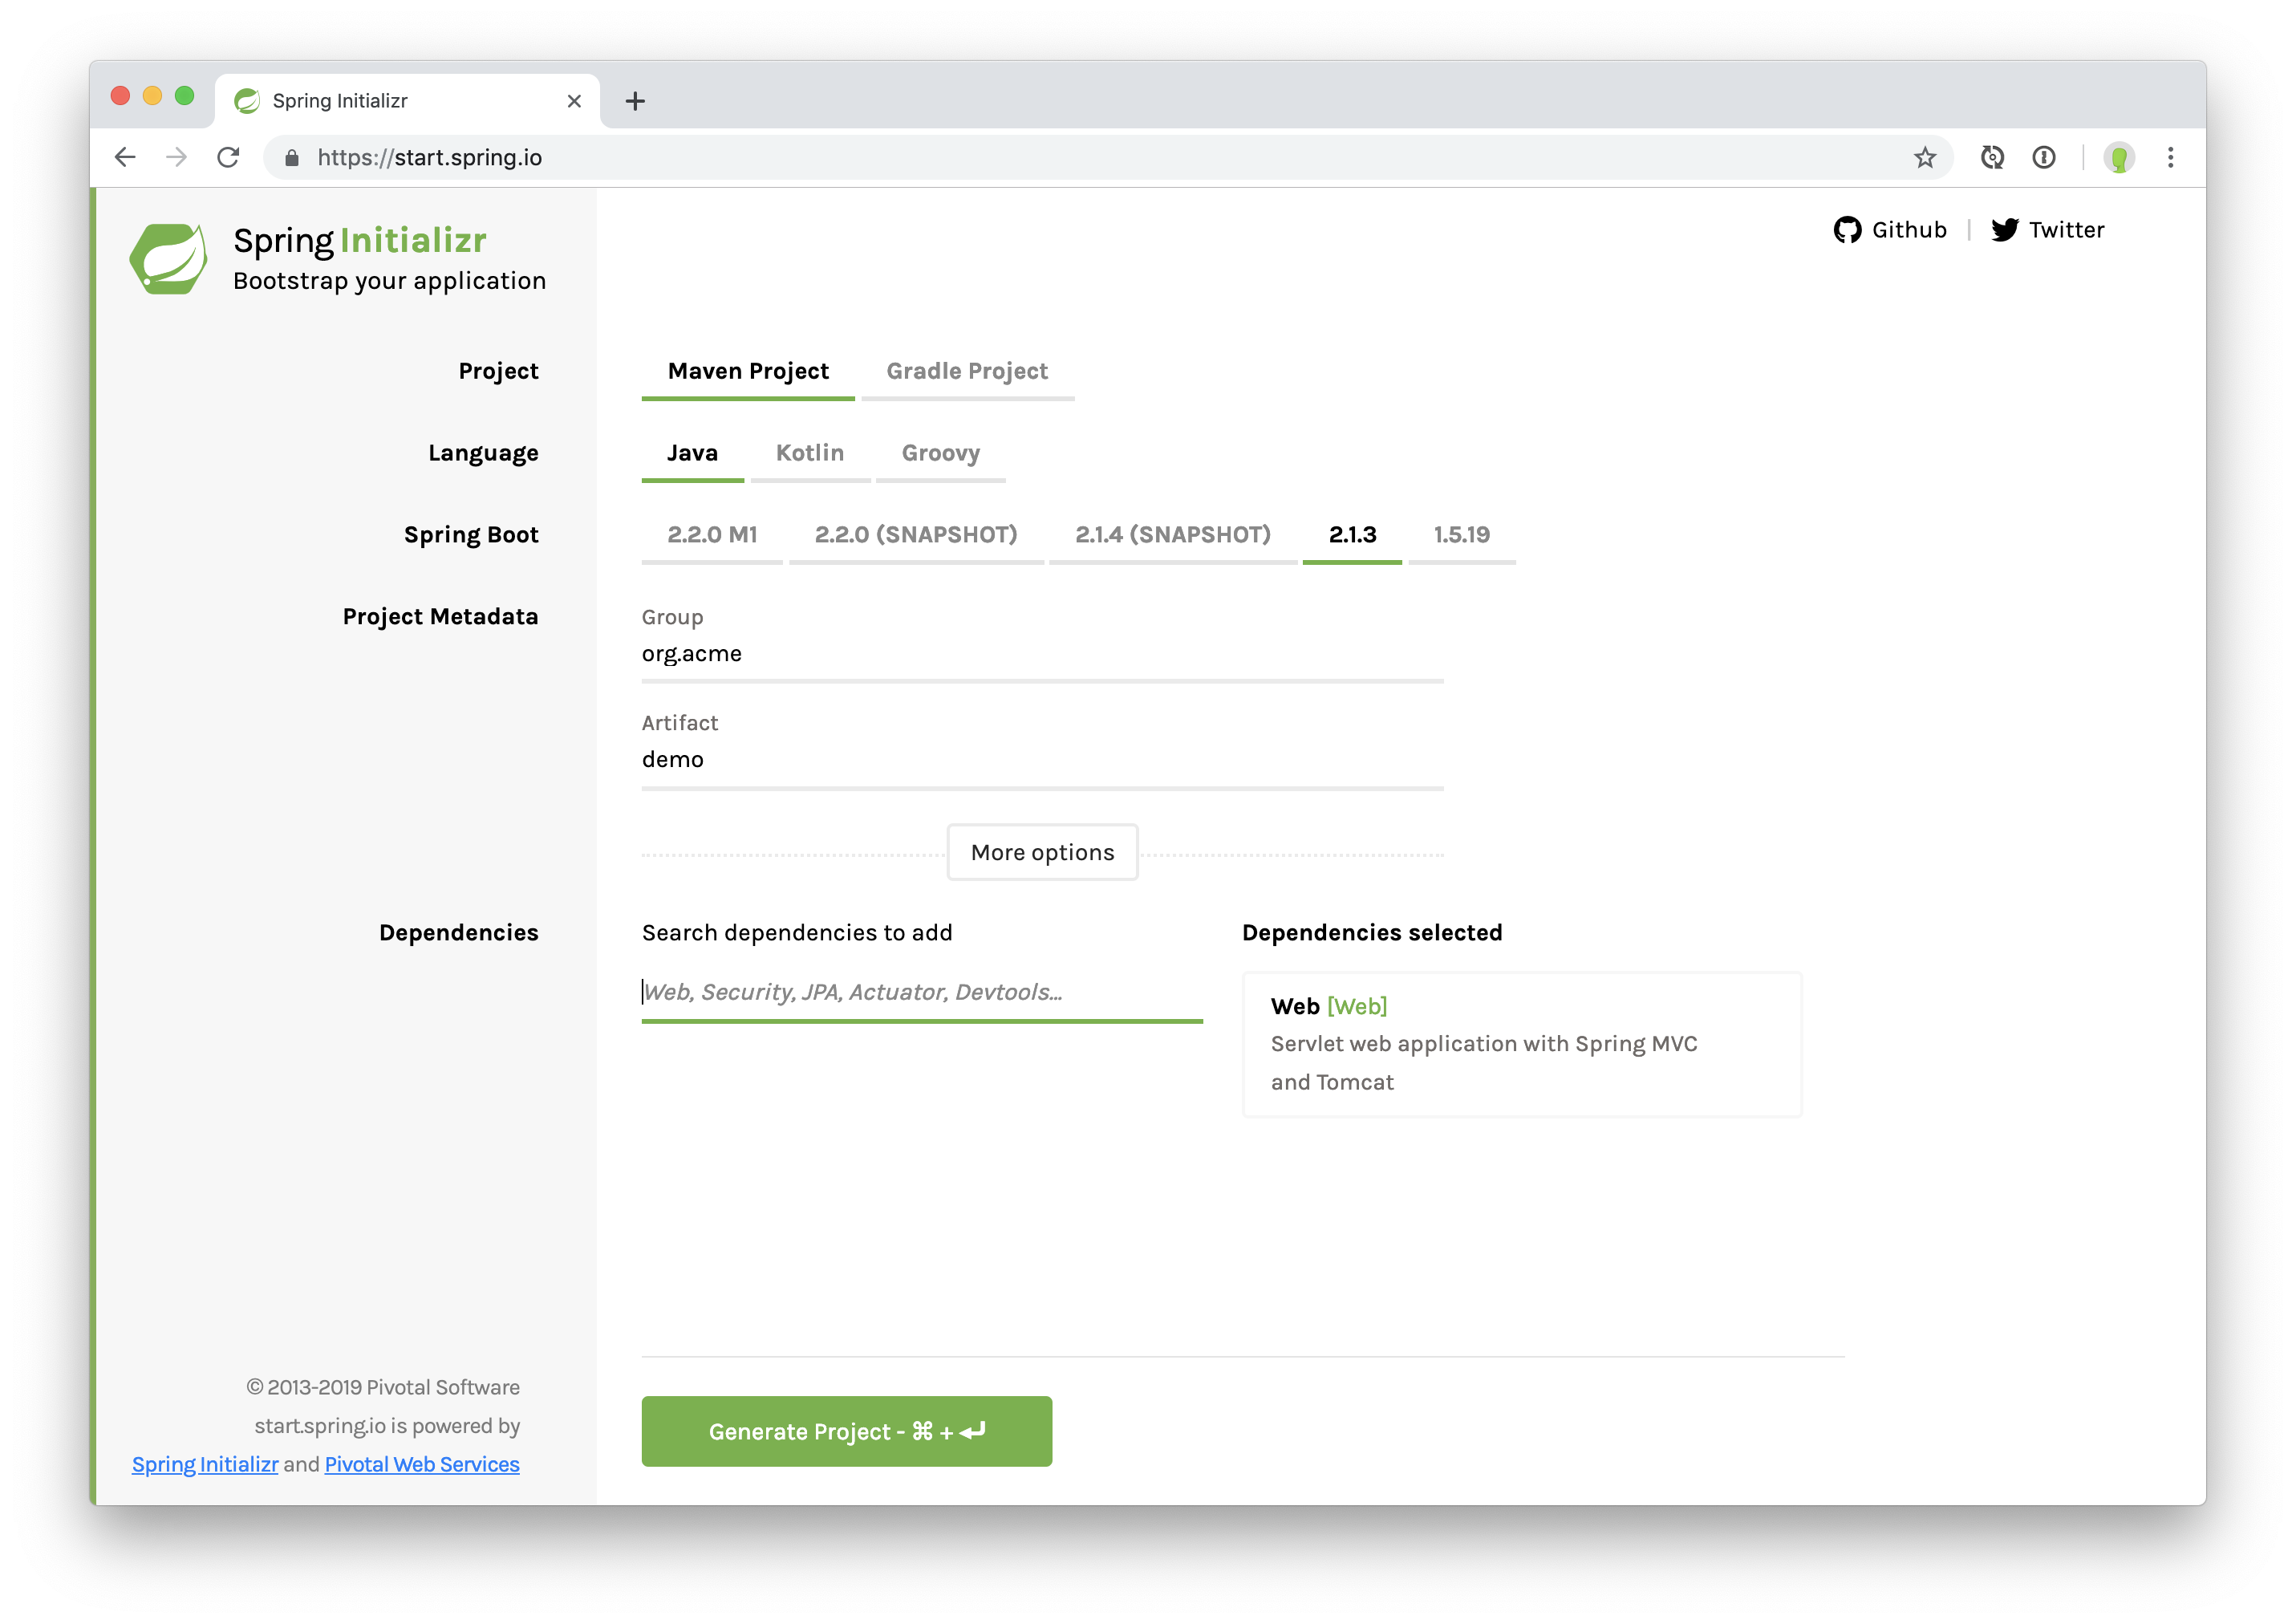 Spring Initializr
https://start.spring.io
Spring Initializr
Bootstrap your application
Github | Twitter
Project
Maven Project
Gradle Project
Language
Java
Kotlin
Groovy
Spring Boot
2.2.0 M1
2.2.0 (SNAPSHOT)
2.1.4 (SNAPSHOT)
2.1.3
1.5.19
Project Metadata
Group
org.acme
Artifact
demo
More options
Dependencies
Search dependencies to add
Web, Security, JPA, Actuator, Devtools...
Dependencies selected
Web [Web]
Servlet web application with Spring MVC
and Tomcat
© 2013-2019 Pivotal Software
start.spring.io is powered by
Spring Initializr and Pivotal Web Services
Generate Project - ⌘ + ↵